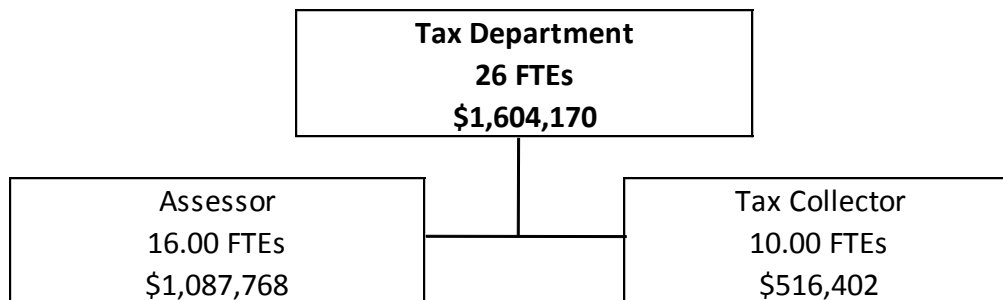 Tax Department
26 FTEs
$1,604,170
Assessor
16.00 FTEs
$1,087,768
Tax Collector
10.00 FTEs
$516,402